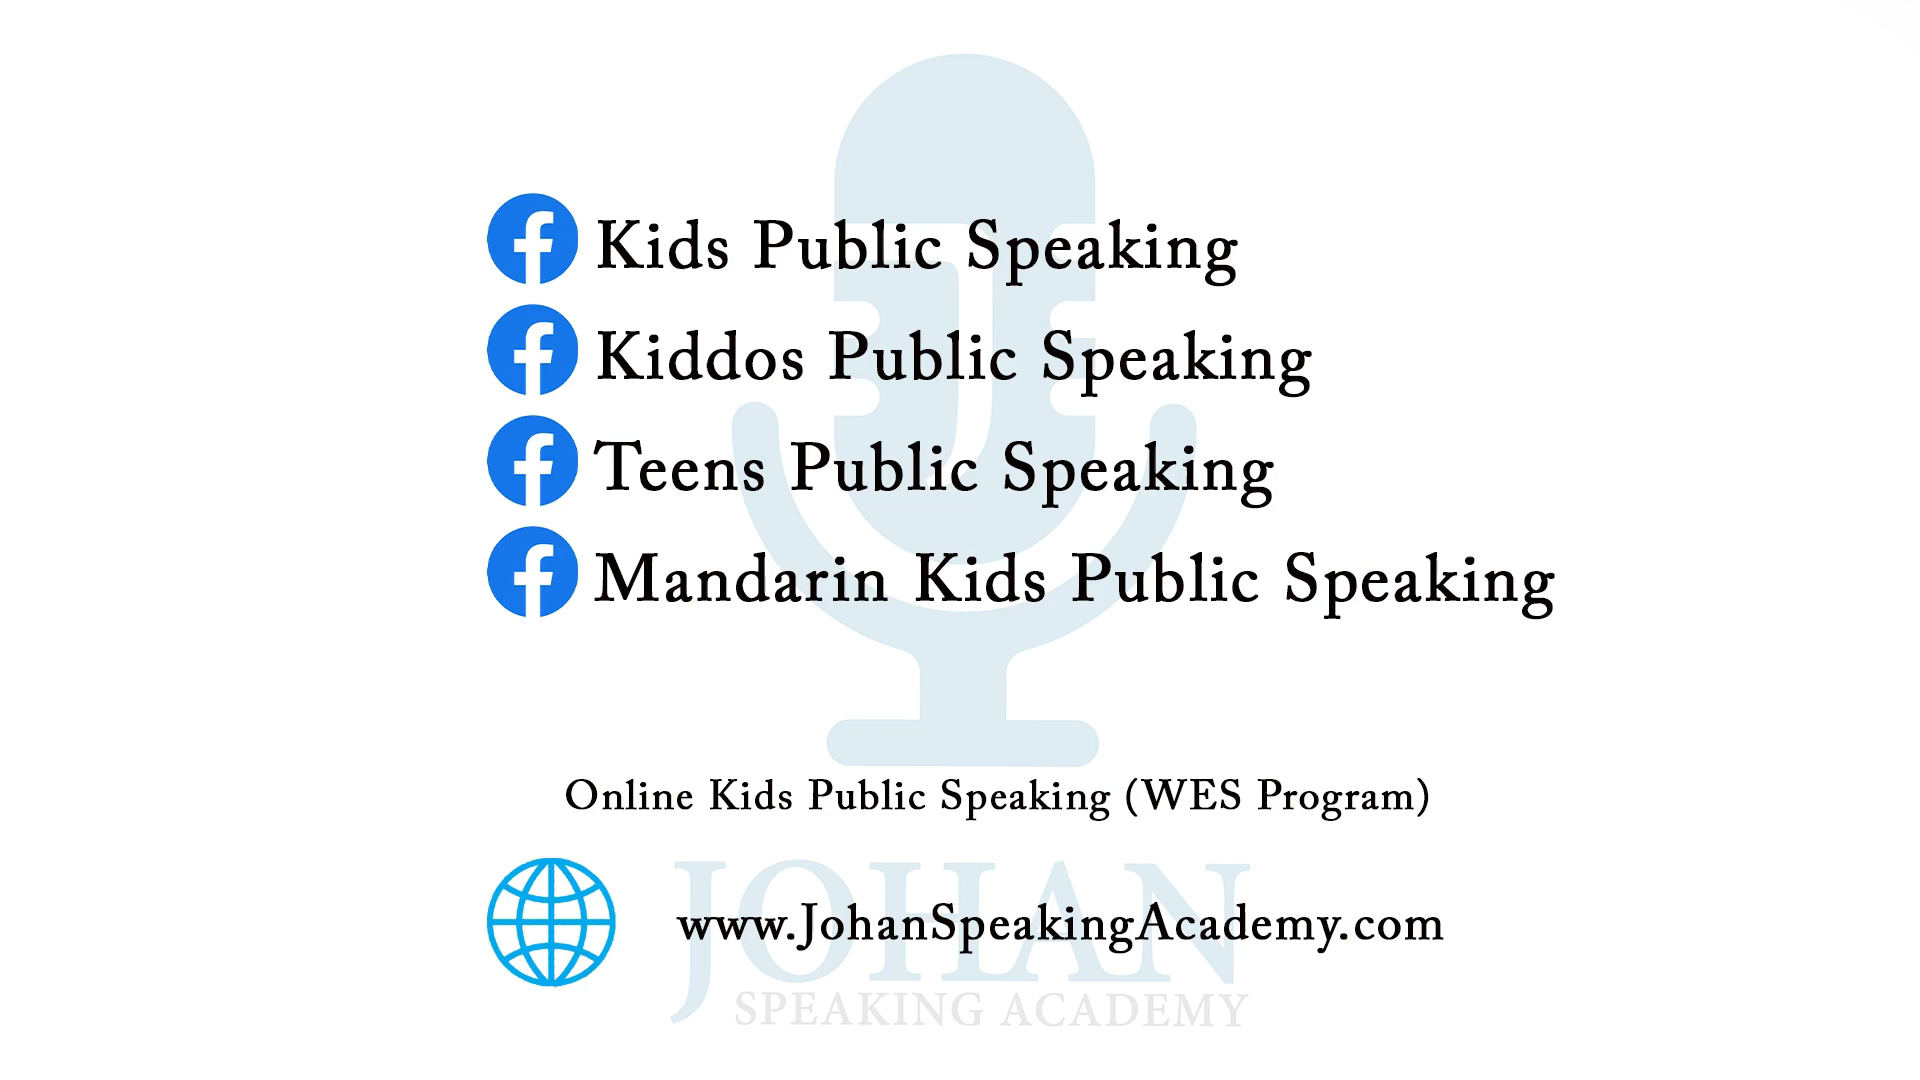 Kids Public Speaking
Kiddos Public Speaking
Teens Public Speaking
Mandarin Kids Public Speaking
Online Kids Public Speaking (WES Program)
www.JohanSpeakingAcademy.com
JOHAN
SPEAKING ACADEMY